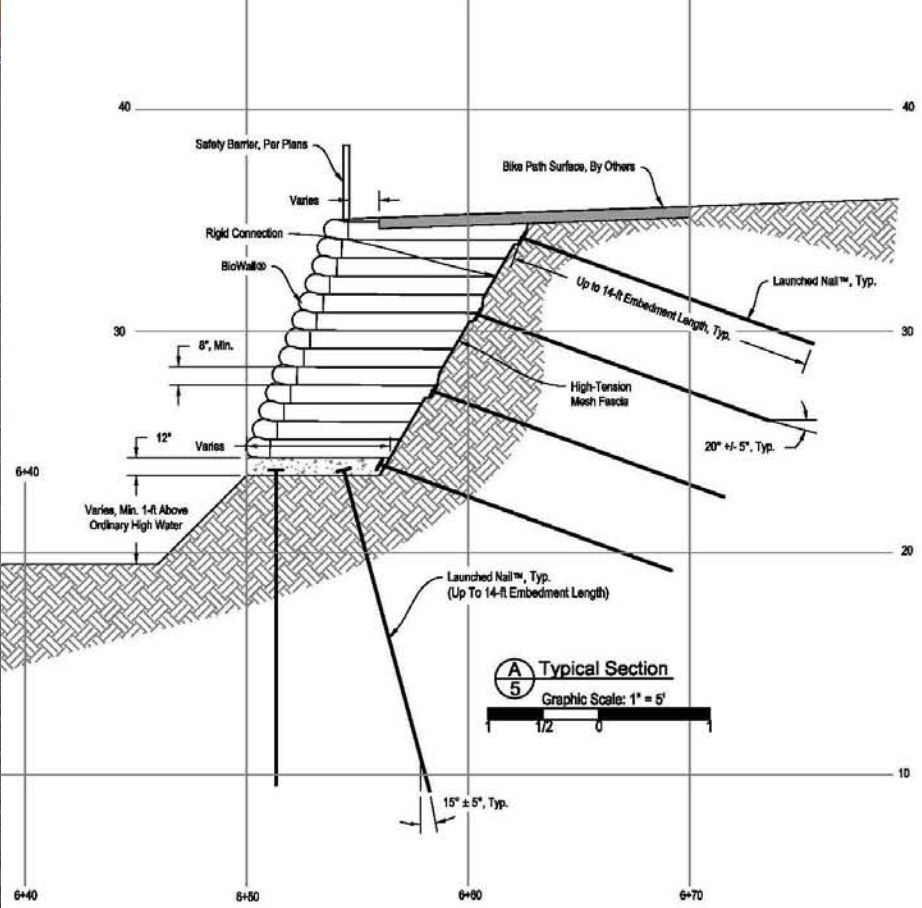 40
40
Safety Barrier, Per Plans
Bike Path Surface, By Others
Varies
Rigid Connection
BioWall®
Launched Nail™, Typ.
Up to 14-ft Embedment Length, Typ.
30
30
8", Min.
High-Tension
Mesh Fascia
12"
Varies
20° +/- 5°, Typ.
6+40
Varies, Min. 1-ft Above
Ordinary High Water
20
Launched Nail™, Typ.
(Up To 14-ft Embedment Length)
A
5
Typical Section
Graphic Scale: 1" = 5'
1 1/2 0 1
10
15° ± 5°, Typ.
6+40 6+50 6+60 6+70